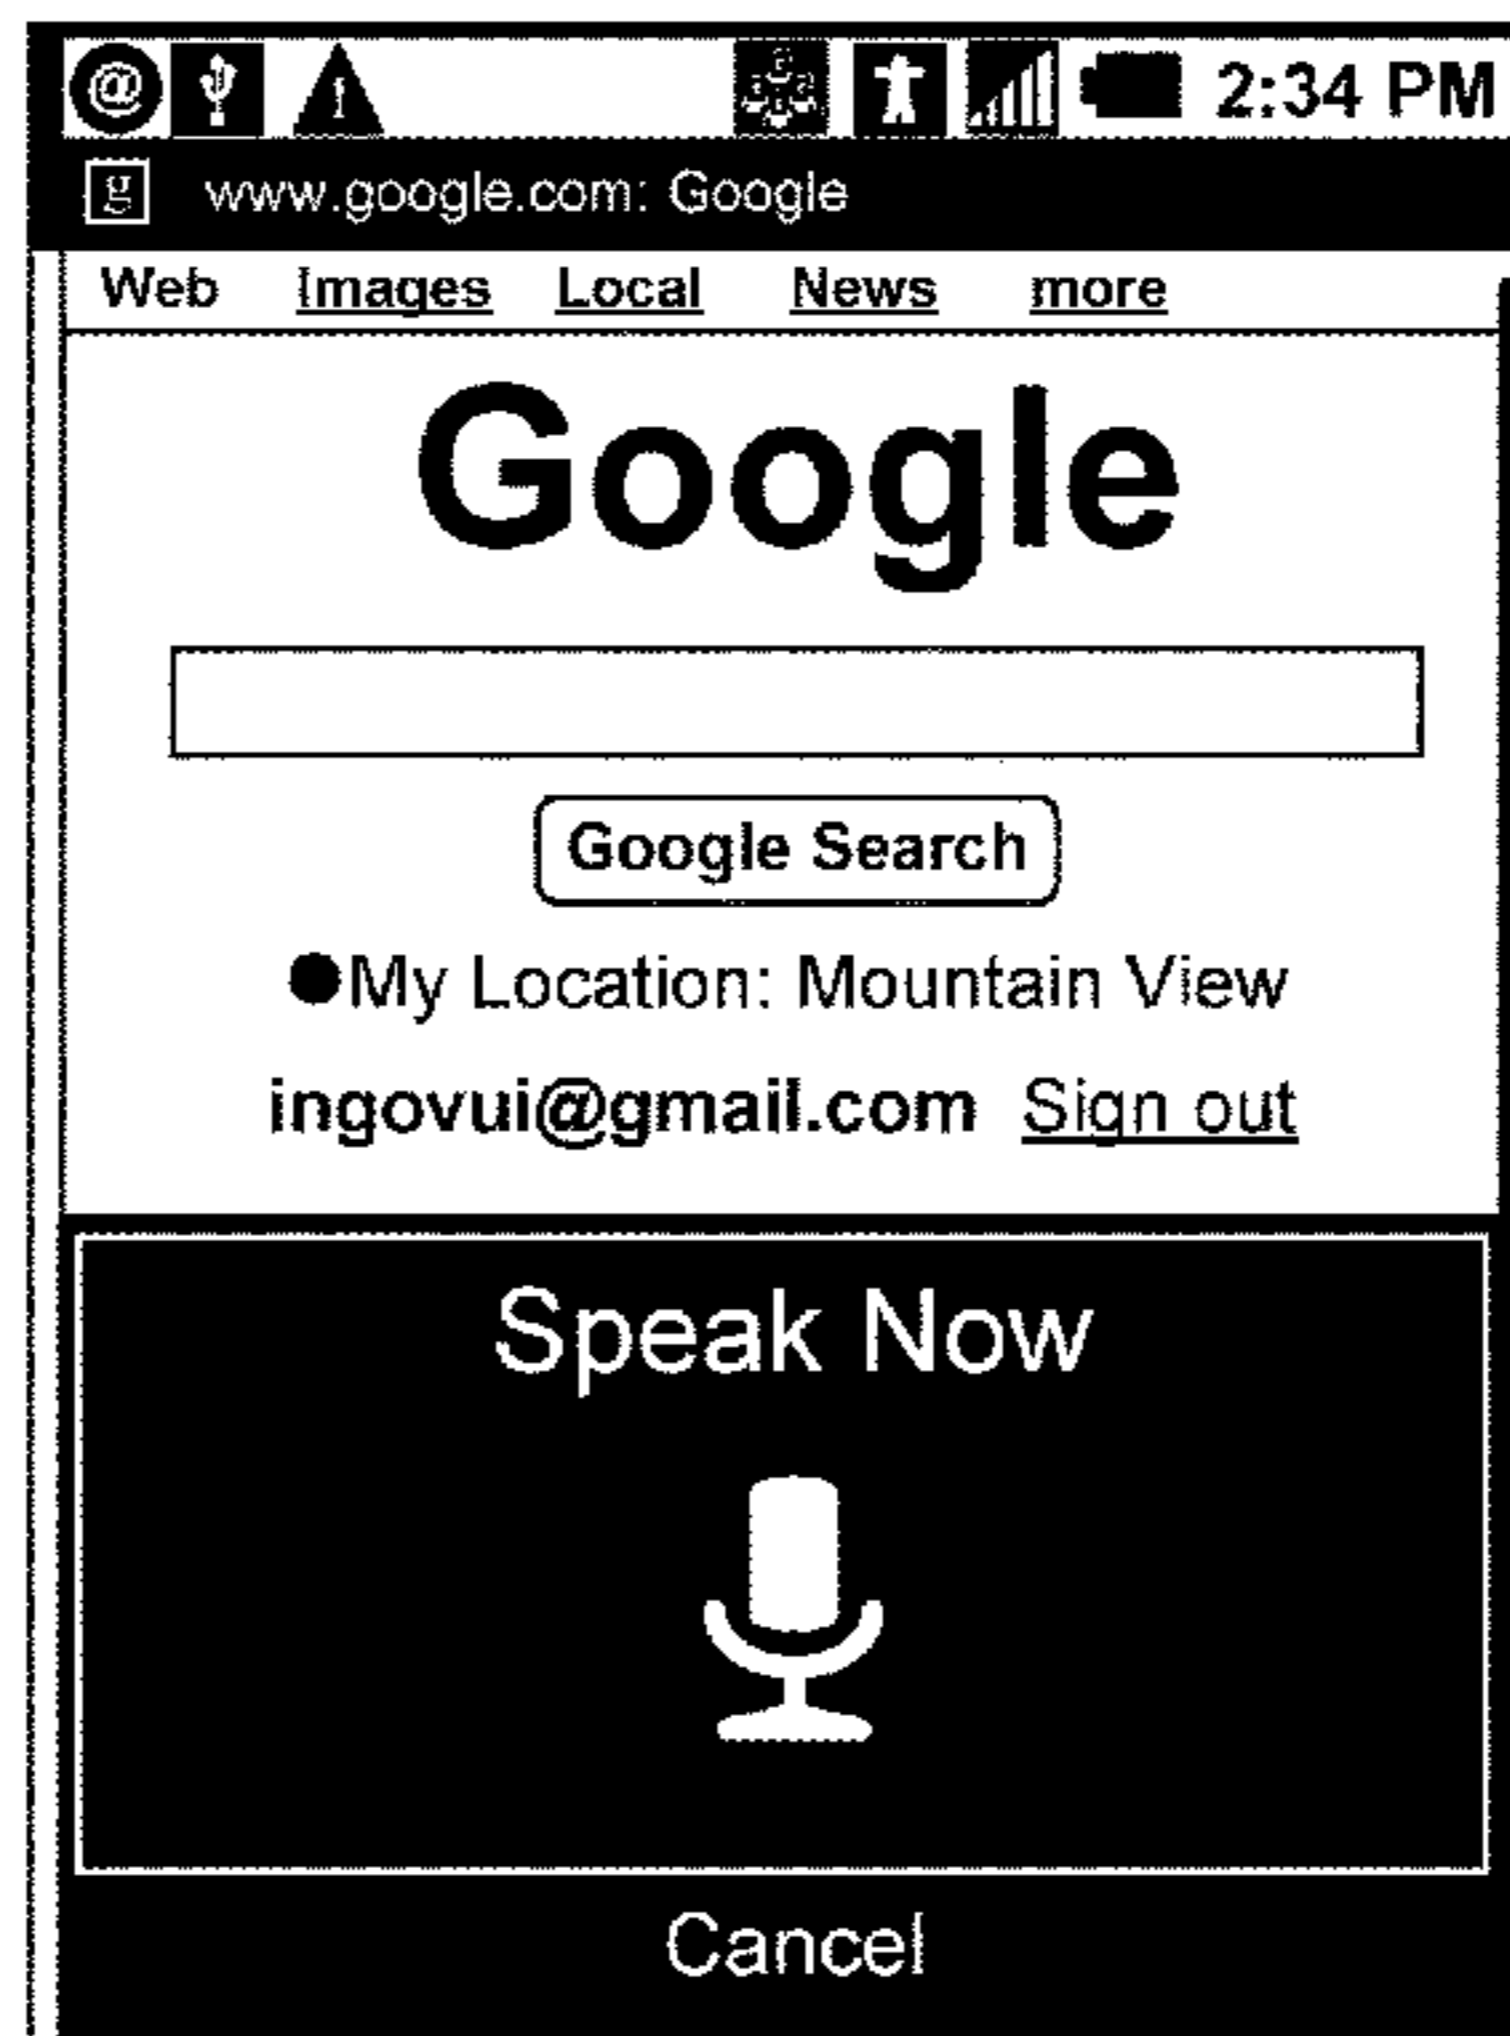 @ 2:34 PM
g www.google.com: Google
Web Images Local News more
Google
Google Search
My Location: Mountain View
ingovui@gmail.com Sign out
Speak Now
Cancel